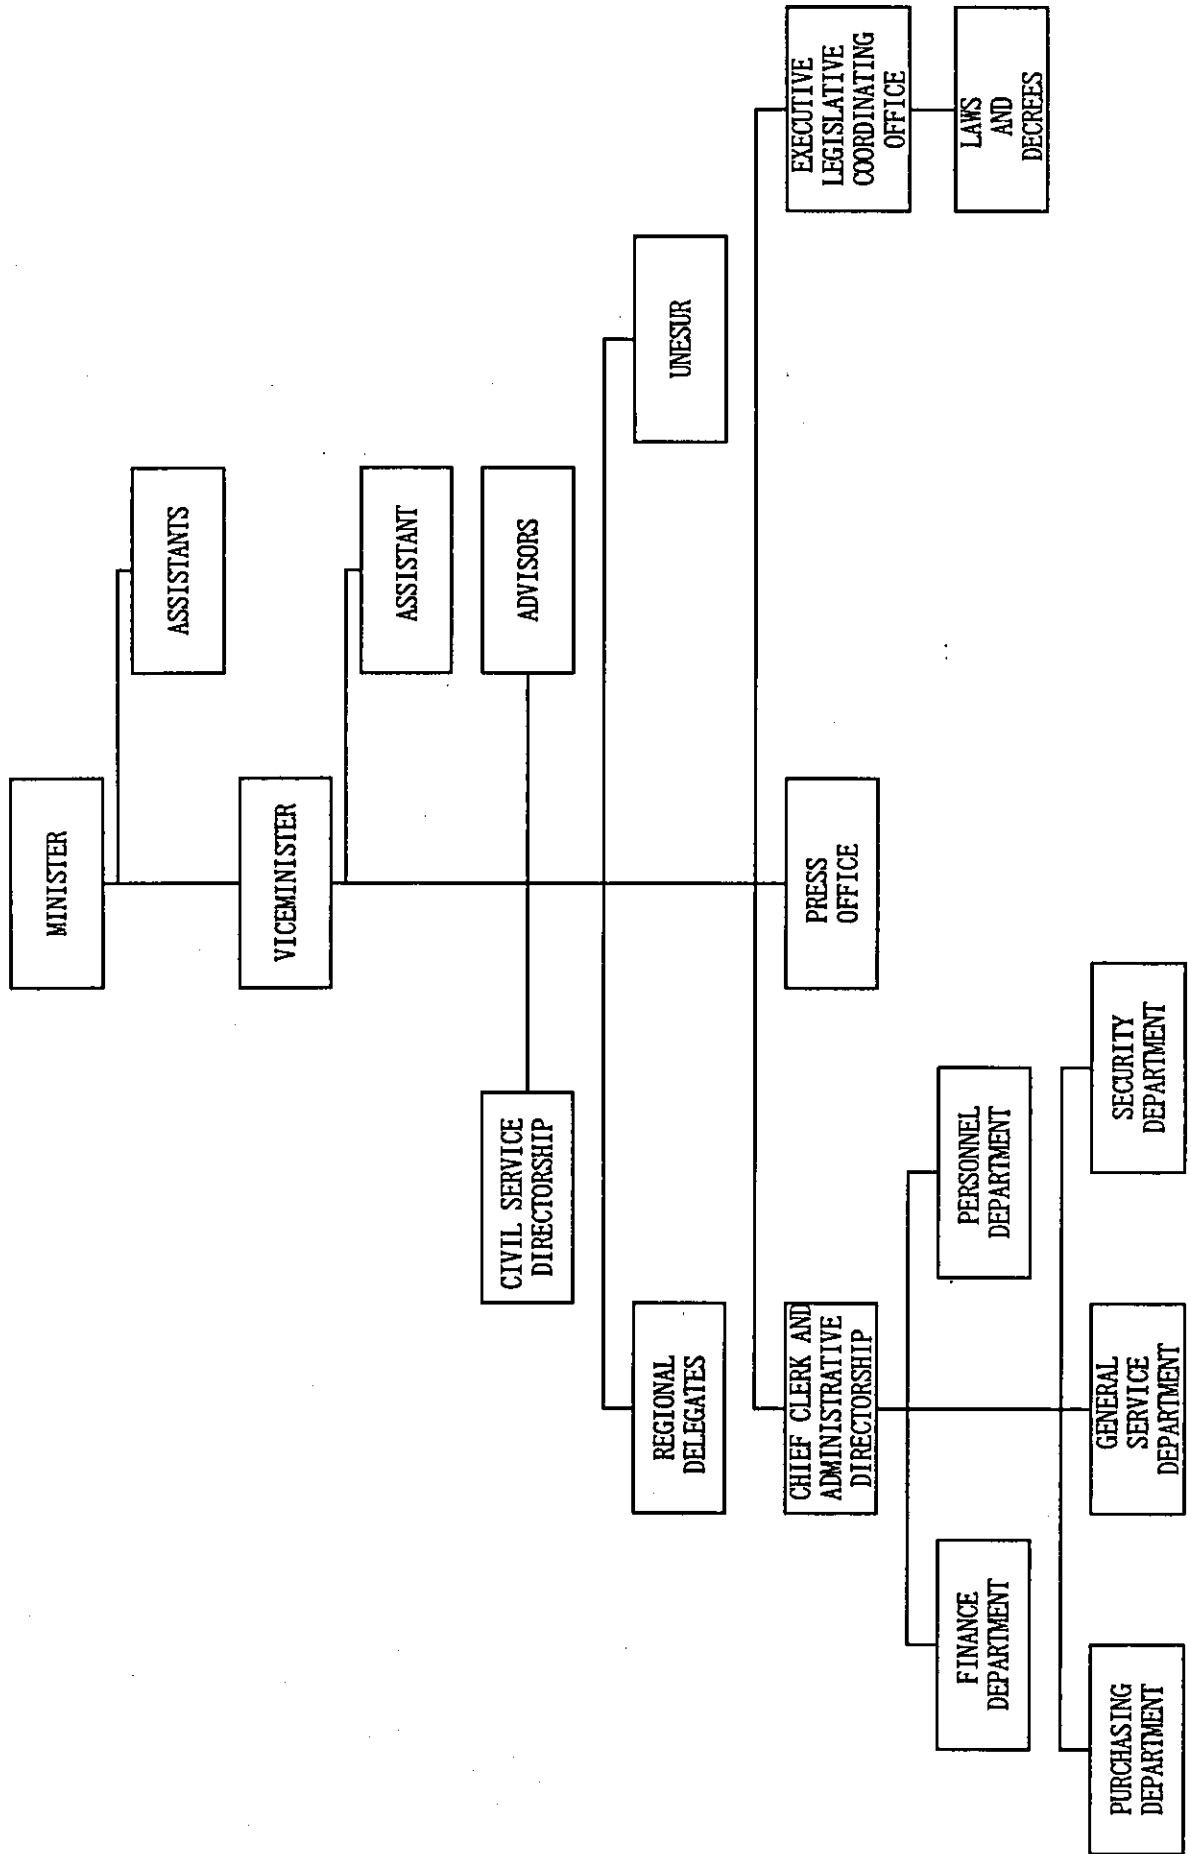 MINISTER
ASSISTANTS
VICEMINISTER
ASSISTANT
CIVIL SERVICE
DIRECTORSHIP
ADVISORS
REGIONAL
DELEGATES
UNESUR
CHIEF CLERK AND
ADMINISTRATIVE
DIRECTORSHIP
PRESS
OFFICE
EXECUTIVE
LEGISLATIVE
COORDINATING
OFFICE
FINANCE
DEPARTMENT
PERSONNEL
DEPARTMENT
LAWS
AND
DECREES
PURCHASING
DEPARTMENT
GENERAL
SERVICE
DEPARTMENT
SECURITY
DEPARTMENT